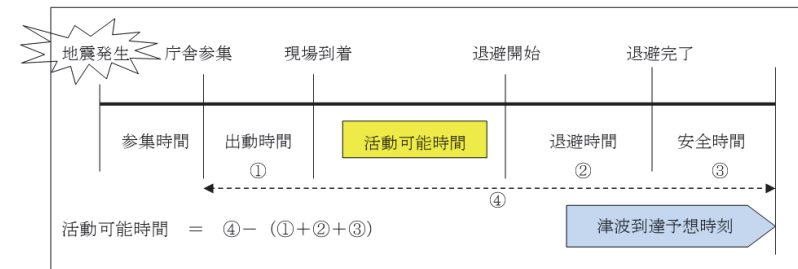 地震発生 庁舎参集 現場到着 退避開始 退避完了
参集時間 出動時間 活動可能時間 退避時間 安全時間
① ② ③
④
活動可能時間 ＝ ④－（①＋②＋③） 津波到達予想時刻